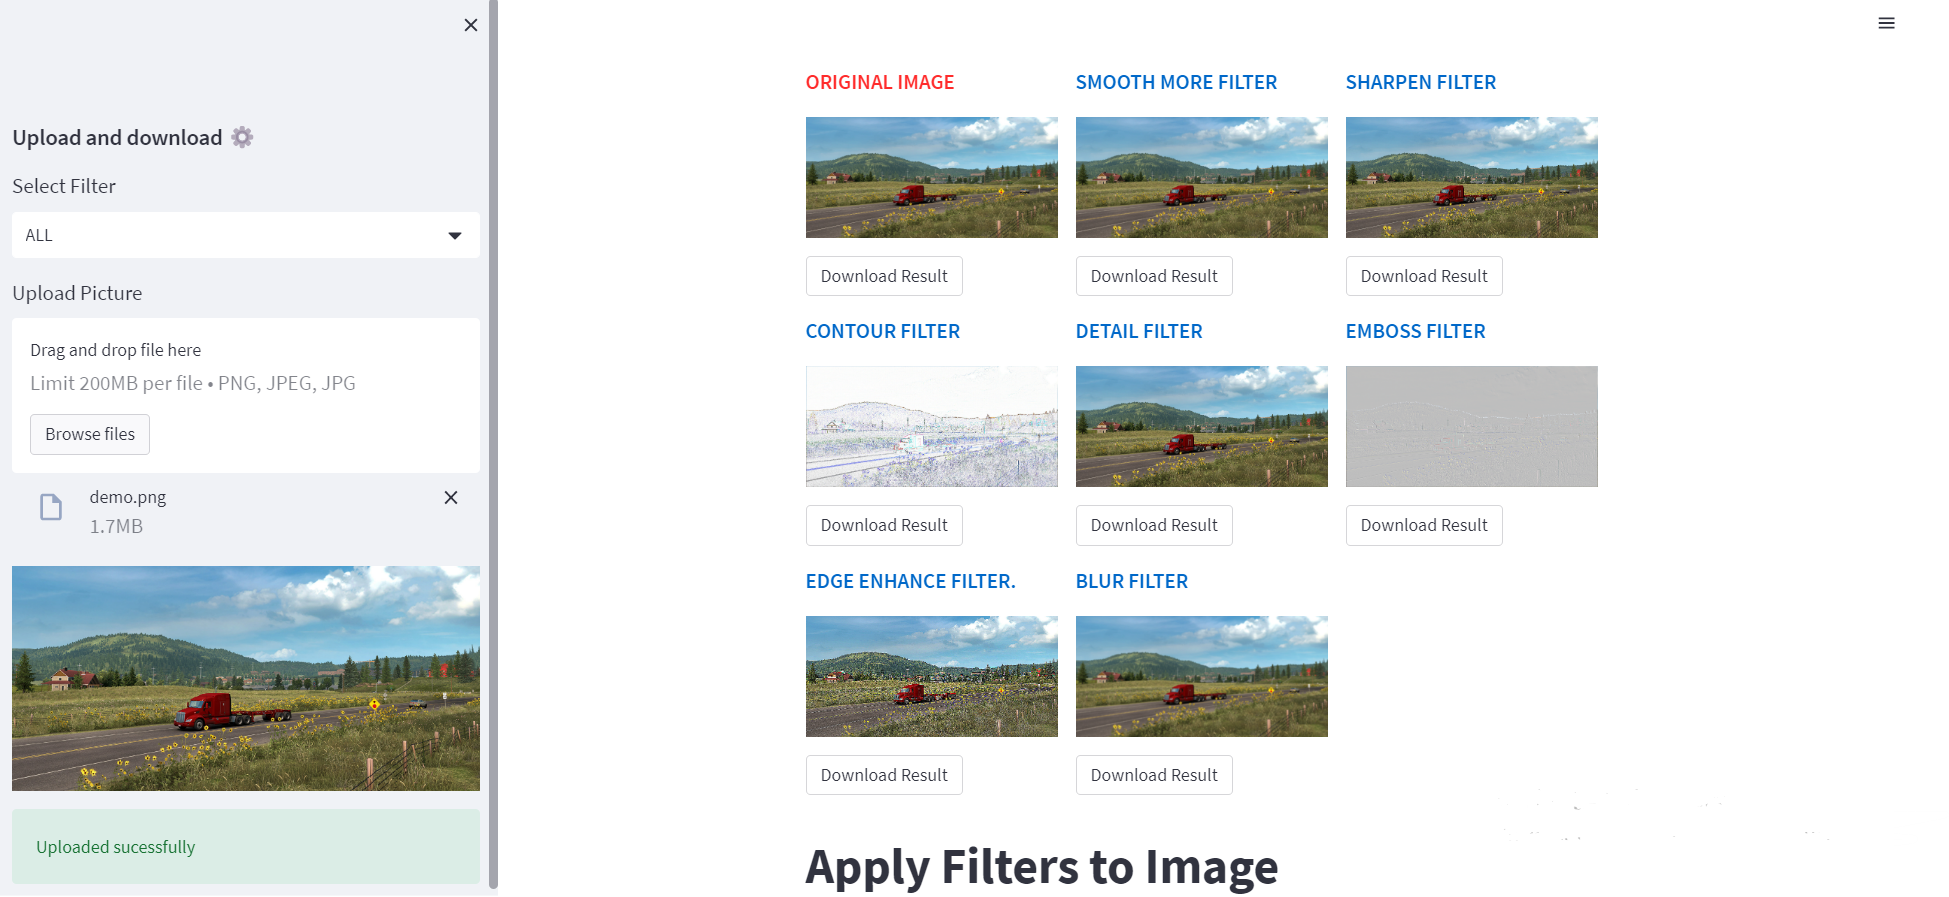 Upload and download
Select Filter
ALL
Upload Picture
Drag and drop file here
Limit 200MB per file • PNG, JPEG, JPG
Browse files
demo.png
1.7MB
Uploaded sucessfully
ORIGINAL IMAGE
SMOOTH MORE FILTER
SHARPEN FILTER
Download Result
Download Result
Download Result
CONTOUR FILTER
DETAIL FILTER
EMBOSS FILTER
Download Result
Download Result
Download Result
EDGE ENHANCE FILTER.
BLUR FILTER
Download Result
Download Result
Apply Filters to Image